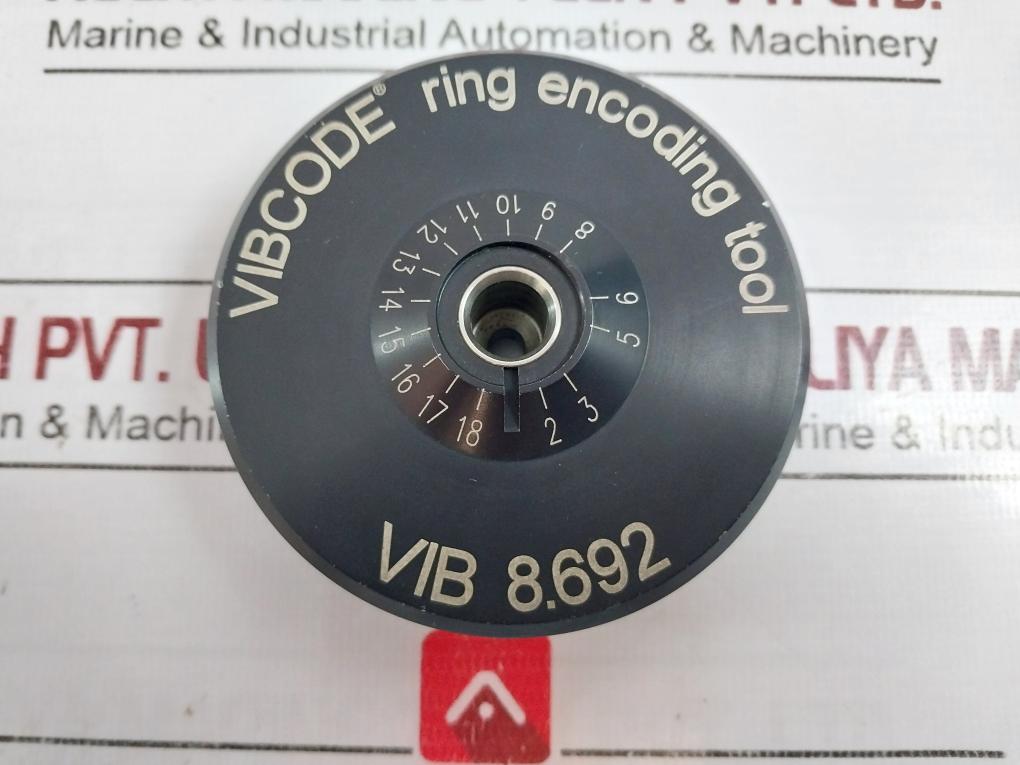 Marine & Industrial Automation & Machinery
VIBCODE® ring encoding tool
8
9
10
11
12
13
14
15
16
17
18
2
3
5
6
VIB 8.692
PVT.
n & Machi
LIYA MA
rine & Indu